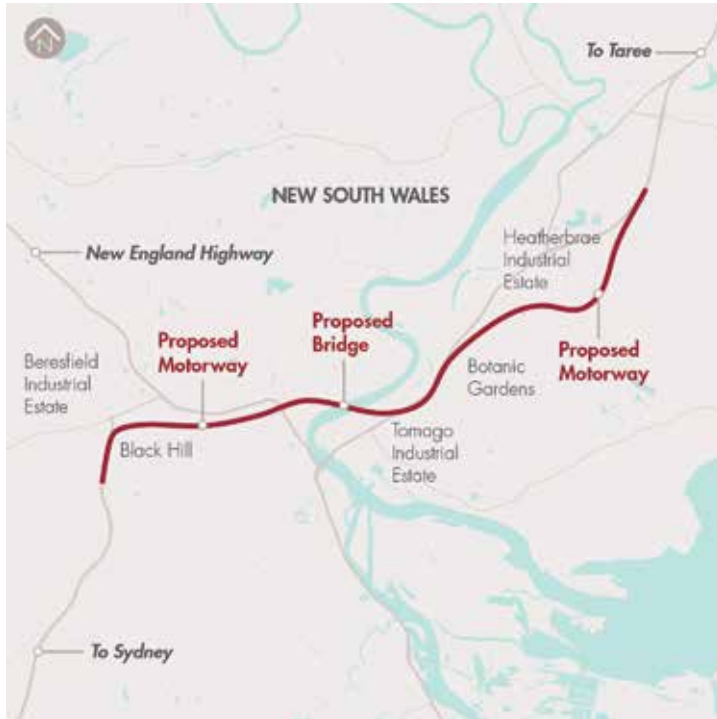 N
To Taree
NEW SOUTH WALES
Heatherbrae
Industrial
Estate
New England Highway
Proposed
Bridge
Proposed
Motorway
Proposed
Motorway
Beresfield
Industrial
Estate
Botanic
Gardens
Black Hill
Tomago
Industrial
Estate
To Sydney